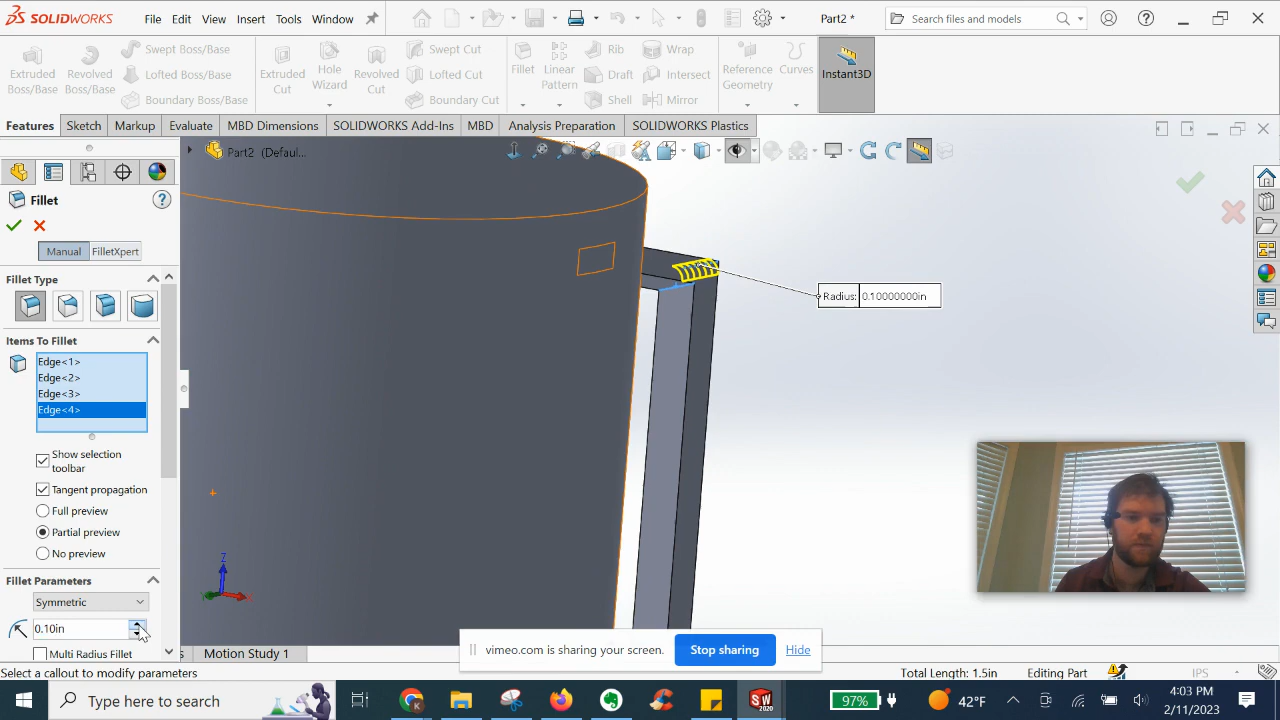 SOLIDWORKS File Edit View Insert Tools Window Part2 * Search files and models
Extruded Boss/Base
Revolved Boss/Base
Swept Boss/Base
Lofted Boss/Base
Boundary Boss/Base
Extruded Cut
Hole Wizard
Revolved Cut
Swept Cut
Lofted Cut
Boundary Cut
Fillet
Linear Pattern
Rib
Draft
Shell
Wrap
Intersect
Mirror
Reference Geometry
Curves
Instant3D
Features Sketch Markup Evaluate MBD Dimensions SOLIDWORKS Add-Ins MBD Analysis Preparation SOLIDWORKS Plastics
Part2 (Defaul...
Fillet
Manual FilletXpert
Fillet Type
Items To Fillet
Edge<1>
Edge<2>
Edge<3>
Edge<4>
Show selection toolbar
Tangent propagation
Full preview
Partial preview
No preview
Fillet Parameters
Symmetric
0.10in
Multi Radius Fillet
Radius: 0.10000000in
Z
Motion Study 1
vimeo.com is sharing your screen. Stop sharing Hide
Select a callout to modify parameters Total Length: 1.5in Editing Part IPS
Type here to search
SW
2020
97%
42°F
4:03 PM
2/11/2023